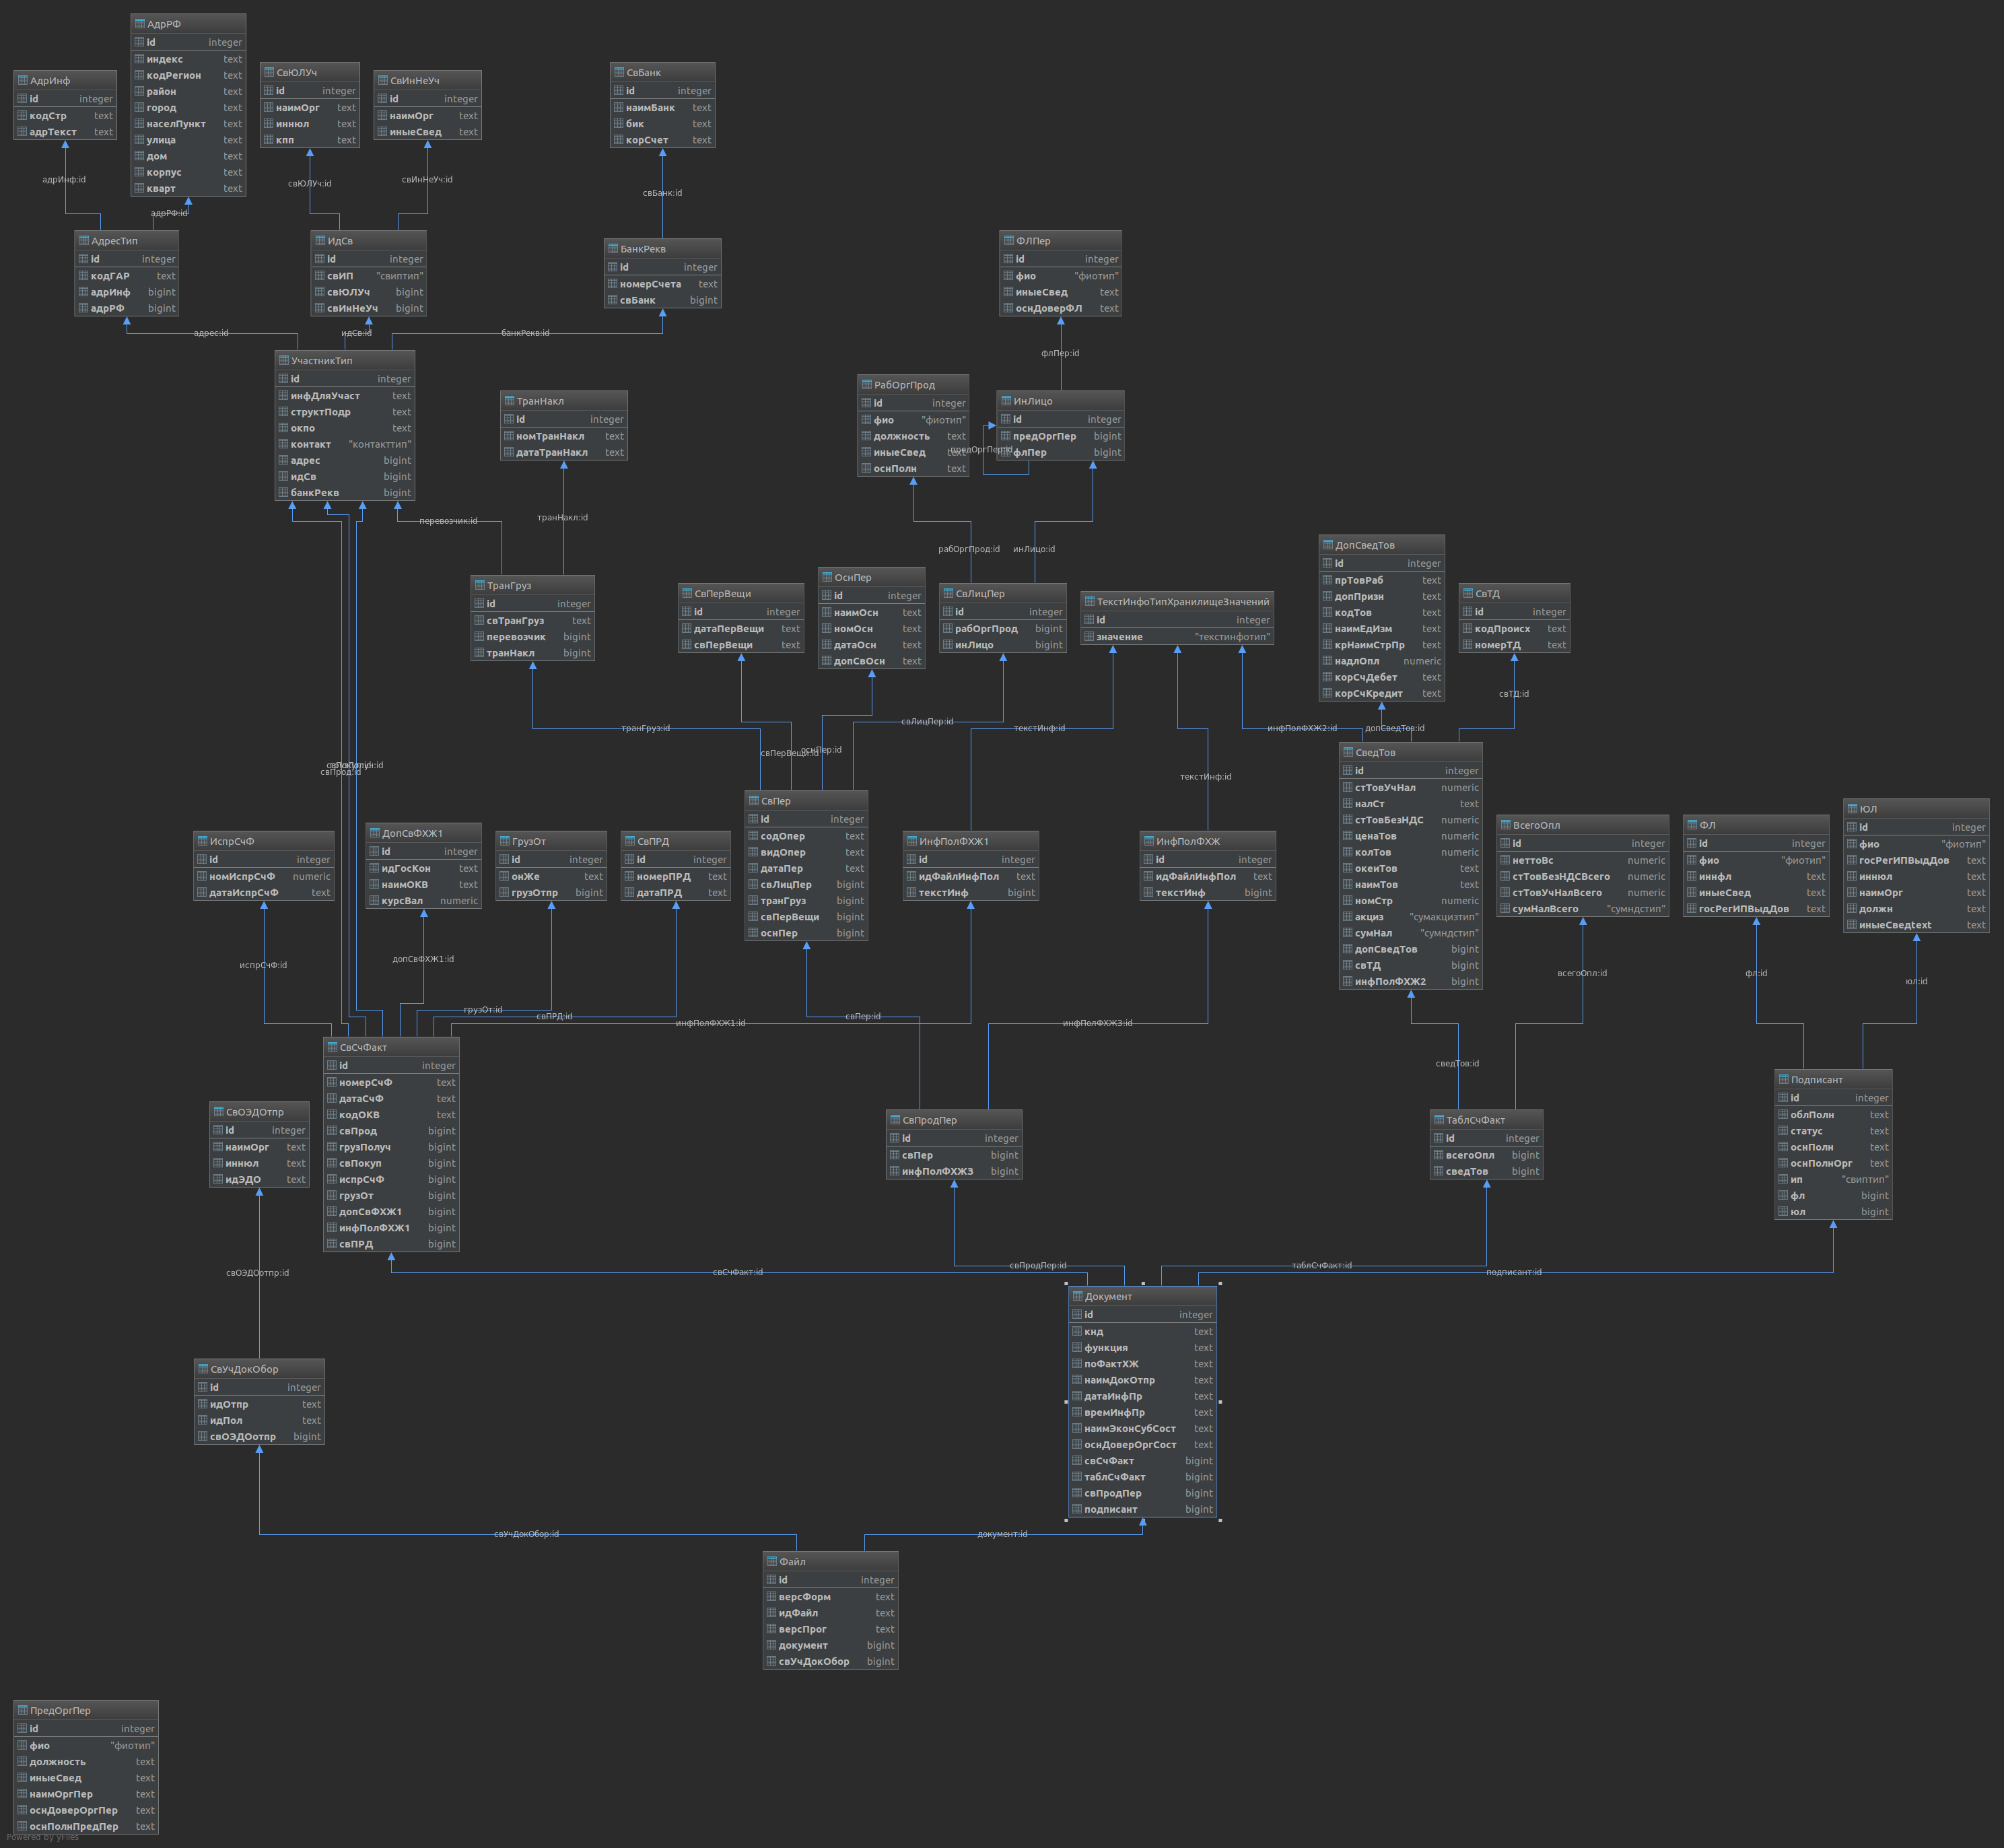 АдрРФ
id integer
индекс text
кодРегион text
район text
город text
населПункт text
улица text
дом text
корпус text
кварт text
АдрИнф
id integer
кодСтр text
адрТекст text
СвЮЛУч
id integer
наимОрг text
иннюл text
кпп text
СвИнНеУч
id integer
наимОрг text
иныеСвед text
СвБанк
id integer
наимБанк text
бик text
корСчет text
адрИнф:id
адрРФ:id
свЮЛУч:id
свИнНеУч:id
свБанк:id
АдресТип
id integer
кодГАР text
адрИнф bigint
адрРФ bigint
ИдСв
id integer
свИП "свиптип"
свЮЛУч bigint
свИнНеУч bigint
БанкРекв
id integer
номерСчета text
свБанк bigint
ФЛПер
id integer
фио "фиотип"
иныеСвед text
оснДоверФЛ text
адрес:id
идСв:id
банкРекв:id
флПер:id
УчастникТип
id integer
инфДляУчаст text
структПодр text
окпо text
контакт "контакттип"
адрес bigint
идСв bigint
банкРекв bigint
ТранНакл
id integer
номТранНакл text
датаТранНакл text
РабОргПрод
id integer
фио "фиотип"
должность text
иныеСвед text
оснПолн text
ИнЛицо
id integer
предОргПер bigint
флПер bigint
предОргПер:id
перевозчик:id
транНакл:id
рабОргПрод:id
инЛицо:id
ТранГруз
id integer
свТранГруз text
перевозчик bigint
транНакл bigint
СвПерВещи
id integer
датаПерВещи text
свПерВещи text
ОснПер
id integer
наимОсн text
номОсн text
датаОсн text
допСвОсн text
СвЛицПер
id integer
рабОргПрод bigint
инЛицо bigint
ТекстИнфоТипХранилищеЗначений
id integer
значение "текстинфотип"
ДопСведТов
id integer
прТовРаб text
допПризн text
кодТов text
наимЕдИзм text
крНаимСтрПр text
надлОпл numeric
корСчДебет text
корСчКредит text
СвТД
id integer
кодПроисх text
номерТД text
свТД:id
транГруз:id
свПерВещи:id
оснПер:id
свЛицПер:id
текстИнф:id
текстИнф:id
инфПолФХЖ2:id
допСведТов:id
свПрод:id
ИспрСчФ
id integer
номИспрСчФ numeric
датаИспрСчФ text
ДопСвФХЖ1
id integer
идГосКон text
наимОКВ text
курсВал numeric
ГрузОт
id integer
онЖе text
грузОтпр bigint
СвПРД
id integer
номерПРД text
датаПРД text
СвПер
id integer
содОпер text
видОпер text
датаПер text
свЛицПер bigint
транГруз bigint
свПерВещи bigint
оснПер bigint
ИнфПолФХЖ1
id integer
идФайлИнфПол text
текстИнф bigint
ИнфПолФХЖ
id integer
идФайлИнфПол text
текстИнф bigint
СведТов
id integer
стТовУчНал numeric
налСт text
стТовБезНДС numeric
ценаТов numeric
колТов numeric
океиТов text
наимТов text
номСтр numeric
акциз "сумакцизтип"
сумНал "сумндстип"
допСведТов bigint
свТД bigint
инфПолФХЖ2 bigint
ВсегоОпл
id integer
неттоВс numeric
стТовБезНДСВсего numeric
стТовУчНалВсего numeric
сумНалВсего "сумндстип"
ФЛ
id integer
фио "фиотип"
иннфл text
иныеСвед text
госРегИПВыдДов text
ЮЛ
id integer
фио "фиотип"
госРегИПВыдДов text
иннюл text
наимОрг text
должн text
иныеСведtext text
испрСчФ:id
допСвФХЖ1:id
грузОт:id
свПРД:id
инфПолФХЖ1:id
свПер:id
инфПолФХЖ3:id
сведТов:id
всегоОпл:id
фл:id
юл:id
СвСчФакт
id integer
номерСчФ text
датаСчФ text
кодОКВ text
свПрод bigint
грузПолуч bigint
свПокуп bigint
испрСчФ bigint
грузОт bigint
допСвФХЖ1 bigint
инфПолФХЖ1 bigint
свПРД bigint
СвОЭДОтпр
id integer
наимОрг text
иннюл text
идЭДО text
СвПродПер
id integer
свПер bigint
инфПолФХЖ3 bigint
ТаблСчФакт
id integer
всегоОпл bigint
сведТов bigint
Подписант
id integer
облПолн text
статус text
оснПолн text
оснПолнОрг text
ип "свиптип"
фл bigint
юл bigint
свОЭДОотпр:id
свСчФакт:id
свПродПер:id
таблСчФакт:id
подписант:id
Документ
id integer
кнд text
функция text
поФактХЖ text
наимДокОтпр text
датаИнфПр text
времИнфПр text
наимЭконСубСост text
оснДоверОргСост text
свСчФакт bigint
таблСчФакт bigint
свПродПер bigint
подписант bigint
СвУчДокОбор
id integer
идОтпр text
идПол text
свОЭДОотпр bigint
свУчДокОбор:id
документ:id
Файл
id integer
версФорм text
идФайл text
версПрог text
документ bigint
свУчДокОбор bigint
ПредОргПер
id integer
фио "фиотип"
должность text
иныеСвед text
наимОргПер text
оснДоверОргПер text
оснПолнПредПер text
Powered by yFiles